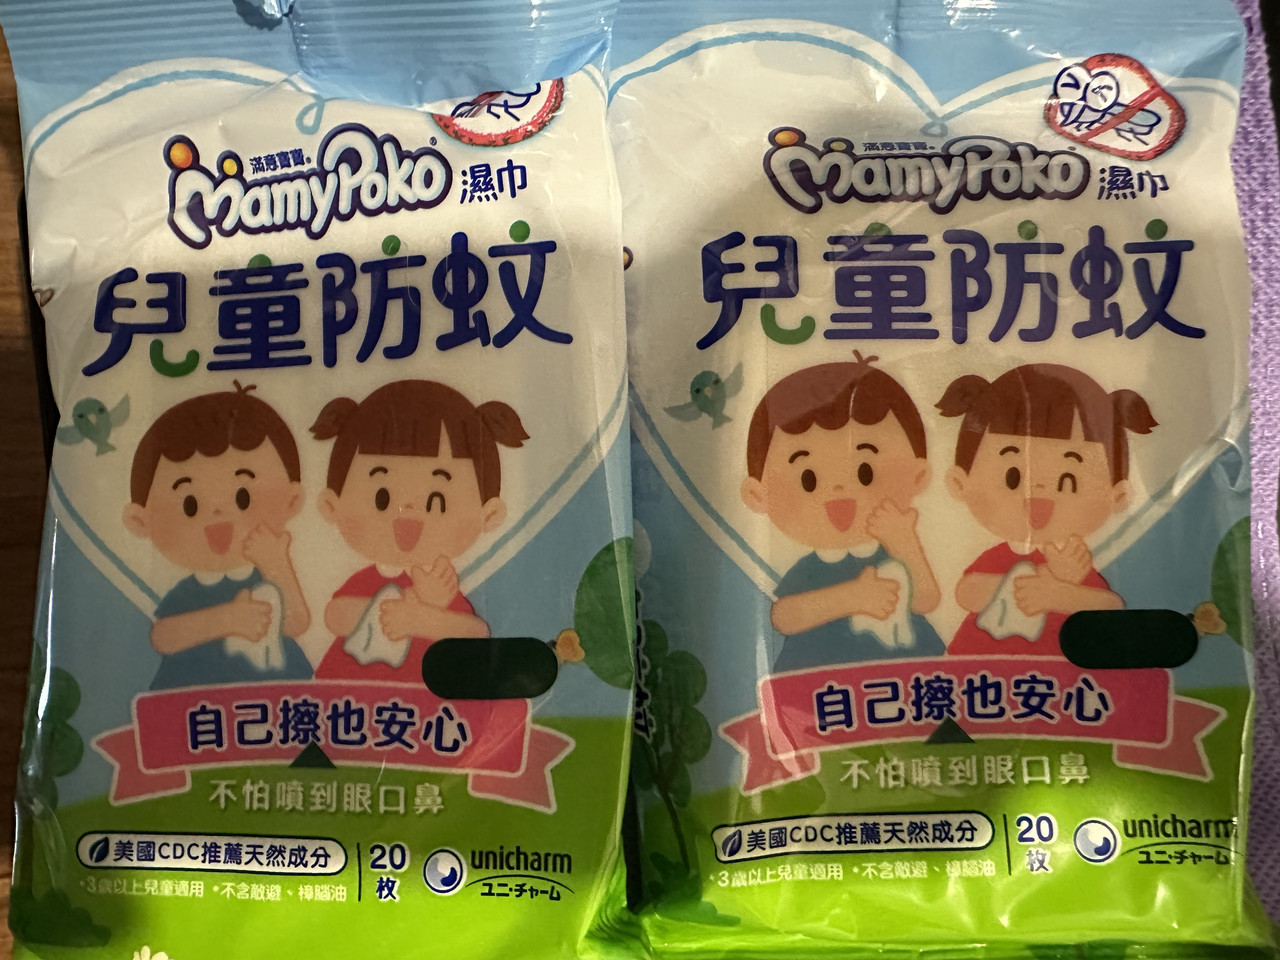 滿意寶寶®
MamyPoko 濕巾
兒童防蚊
自己擦也安心
不怕噴到眼口鼻
美國CDC推薦天然成分
•3歲以上兒童適用 •不含敵避、樟腦油
20枚
unicharm
ユニ・チャーム
滿意寶寶
MamyPoko 濕巾
兒童防蚊
自己擦也安心
不怕噴到眼口鼻
美國CDC推薦天然成分
•3歲以上兒童適用 •不含敵避、樟腦油
20枚
unicharm
ユニ・チャーム